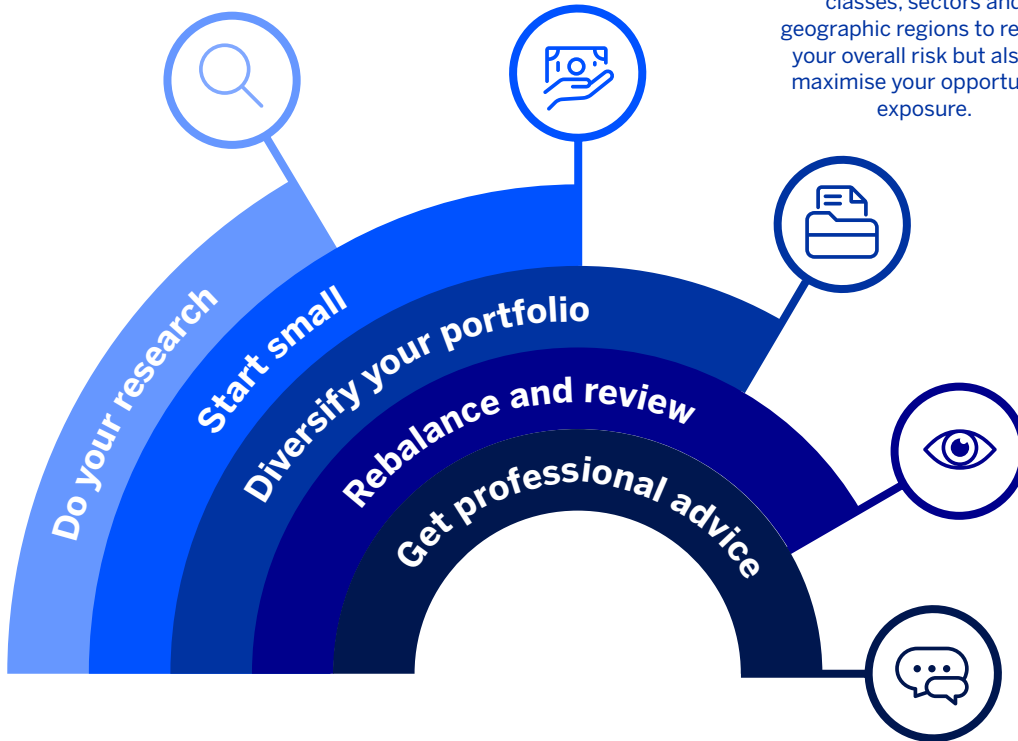 classes, sectors and
geographic regions to re
your overall risk but als
maximise your opportu
exposure.
Do your research
Start small
Diversify your portfolio
Rebalance and review
Get professional advice